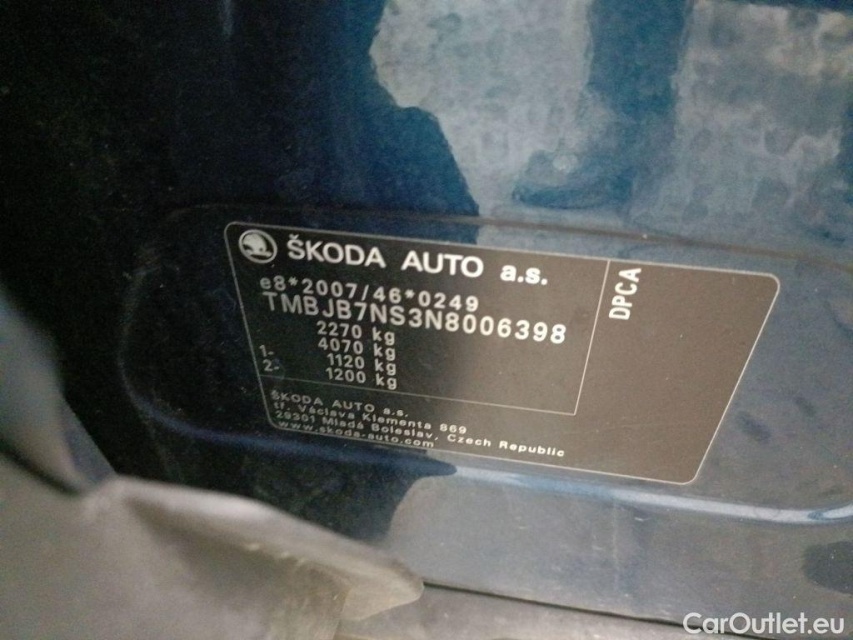 ŠKODA AUTO a.s.
DPCA
e8*2007/46*0249
TMBJB7NS3N8006398
2270 kg
4070 kg
1- 1120 kg
2- 1200 kg
ŠKODA AUTO a.s.
tř. Václava Klementa 869
29301 Mladá Boleslav, Czech Republic
www.skoda-auto.com
CarOutlet.eu